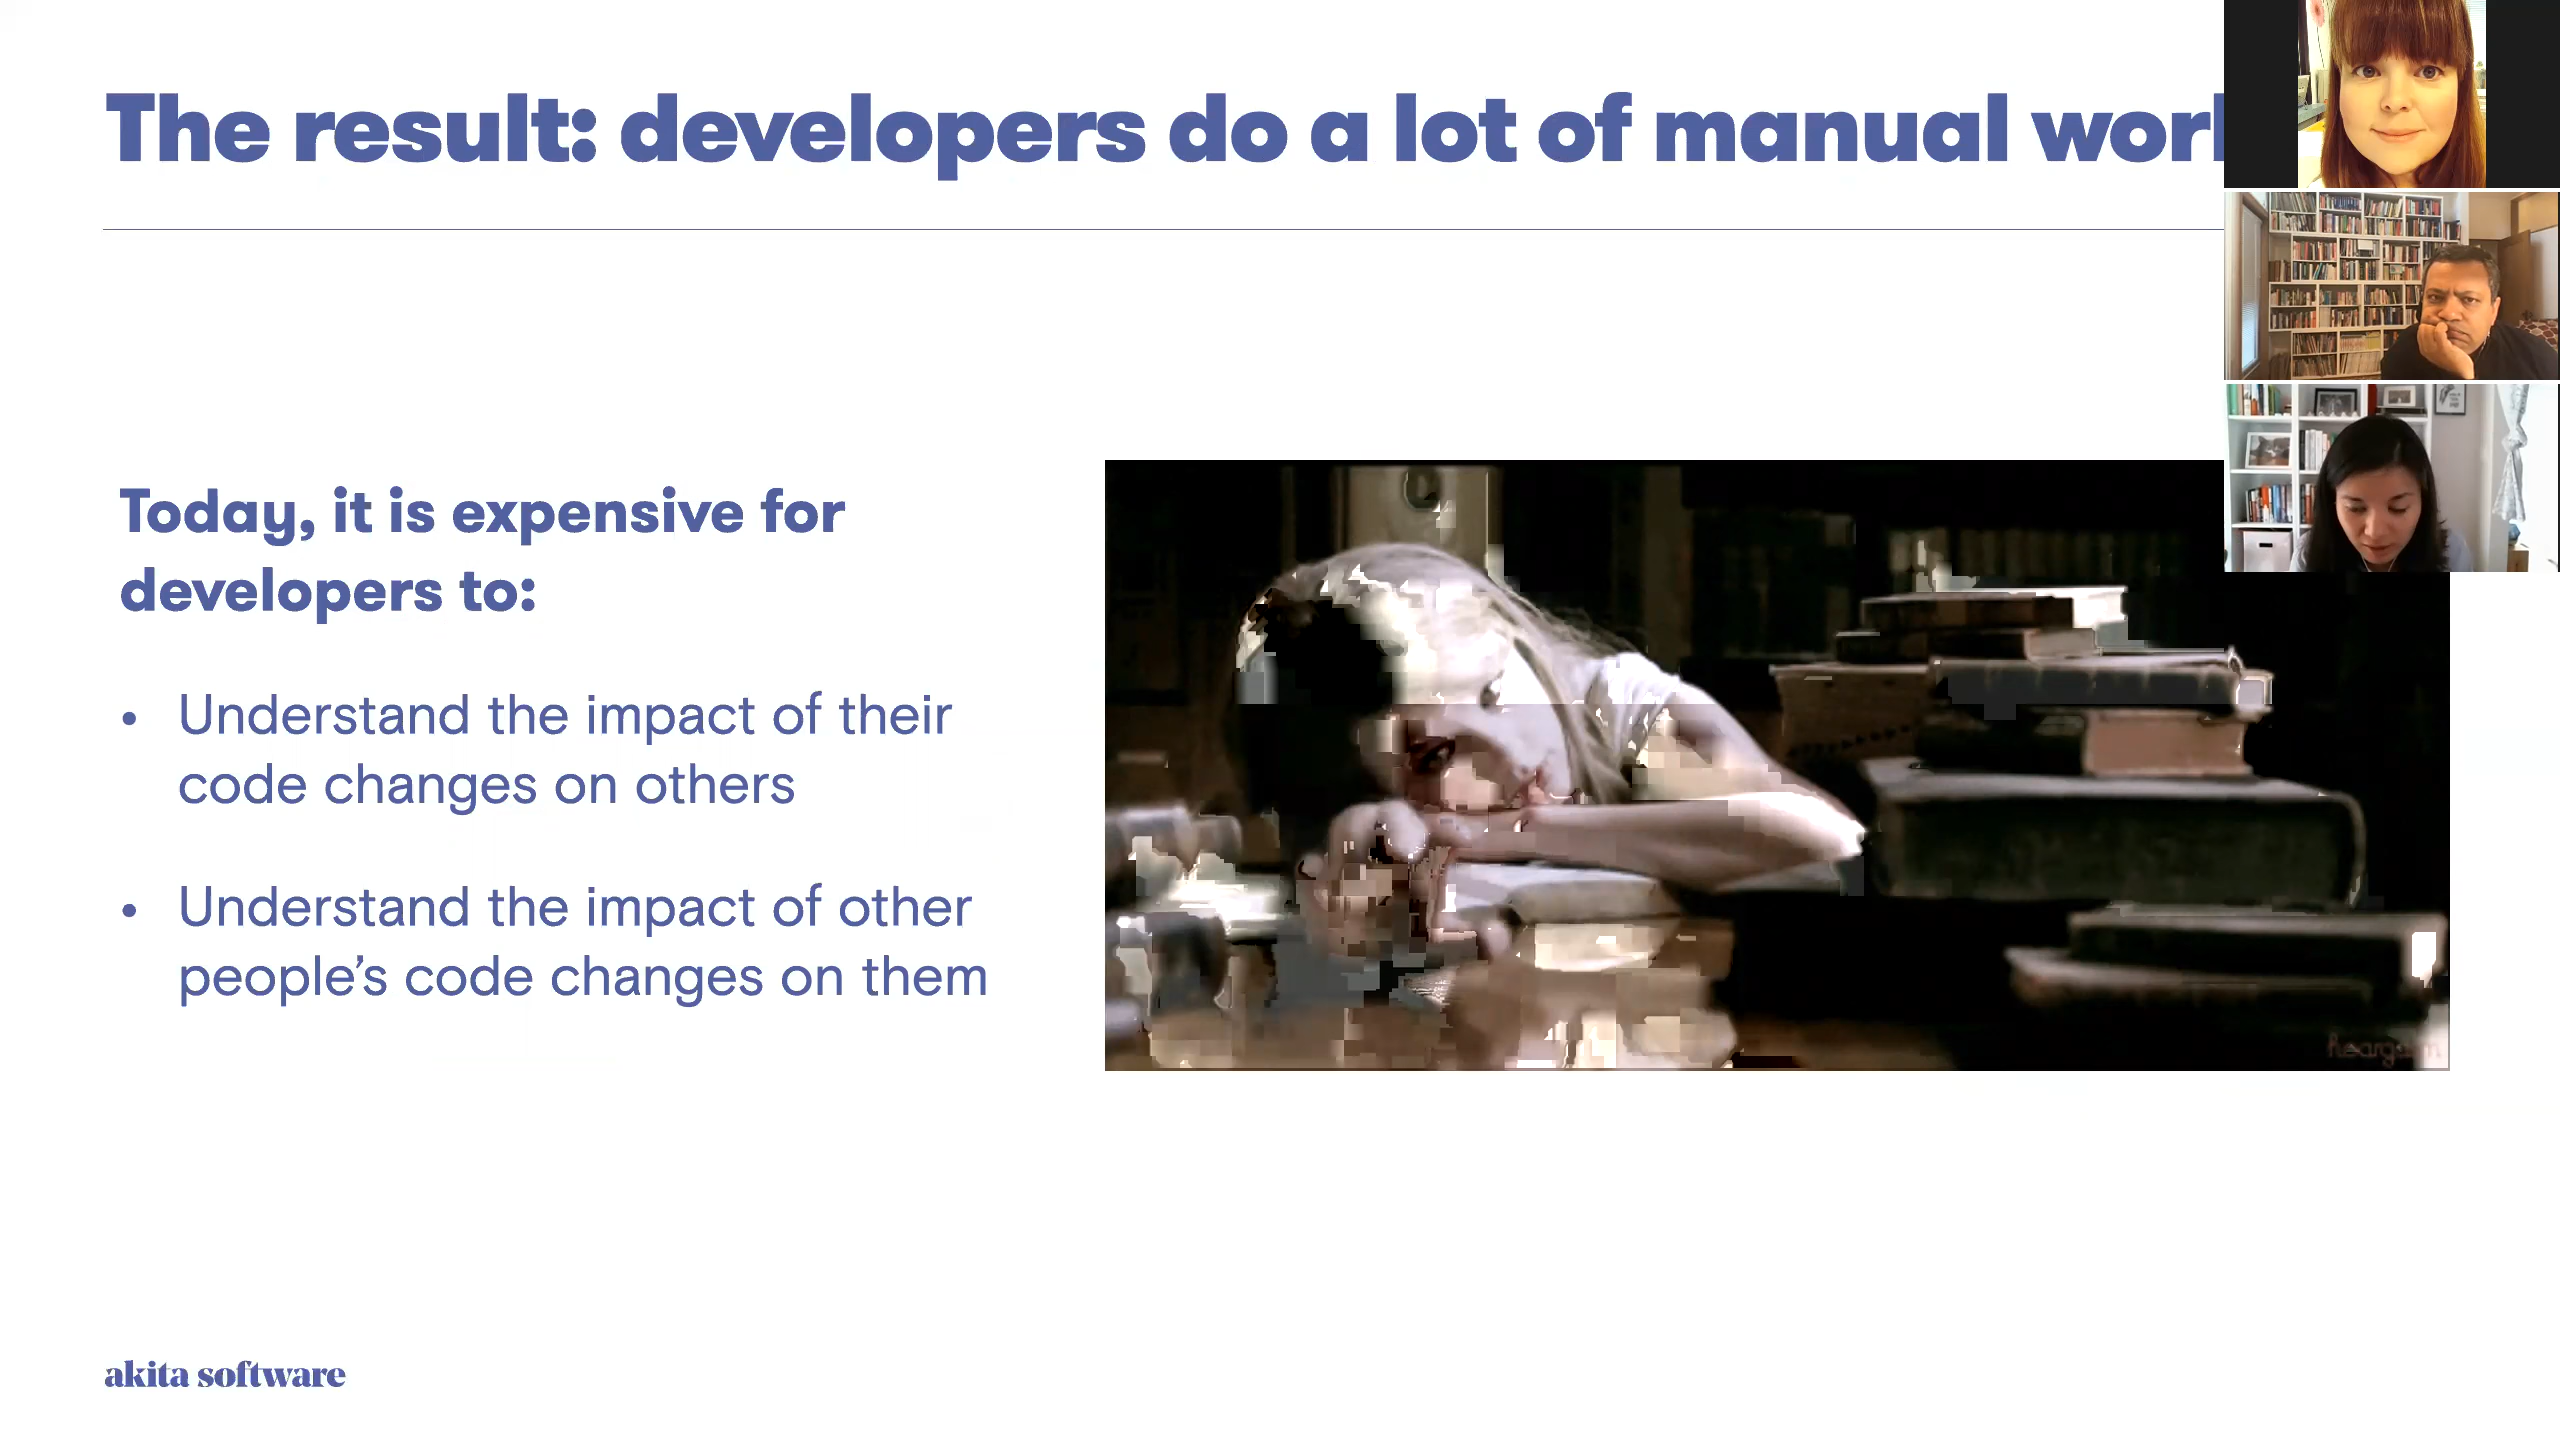 The result: developers do a lot of manual
Today, it is expensive for
developers to:
• Understand the impact of their
code changes on others
• Understand the impact of other
people’s code changes on them
akita software